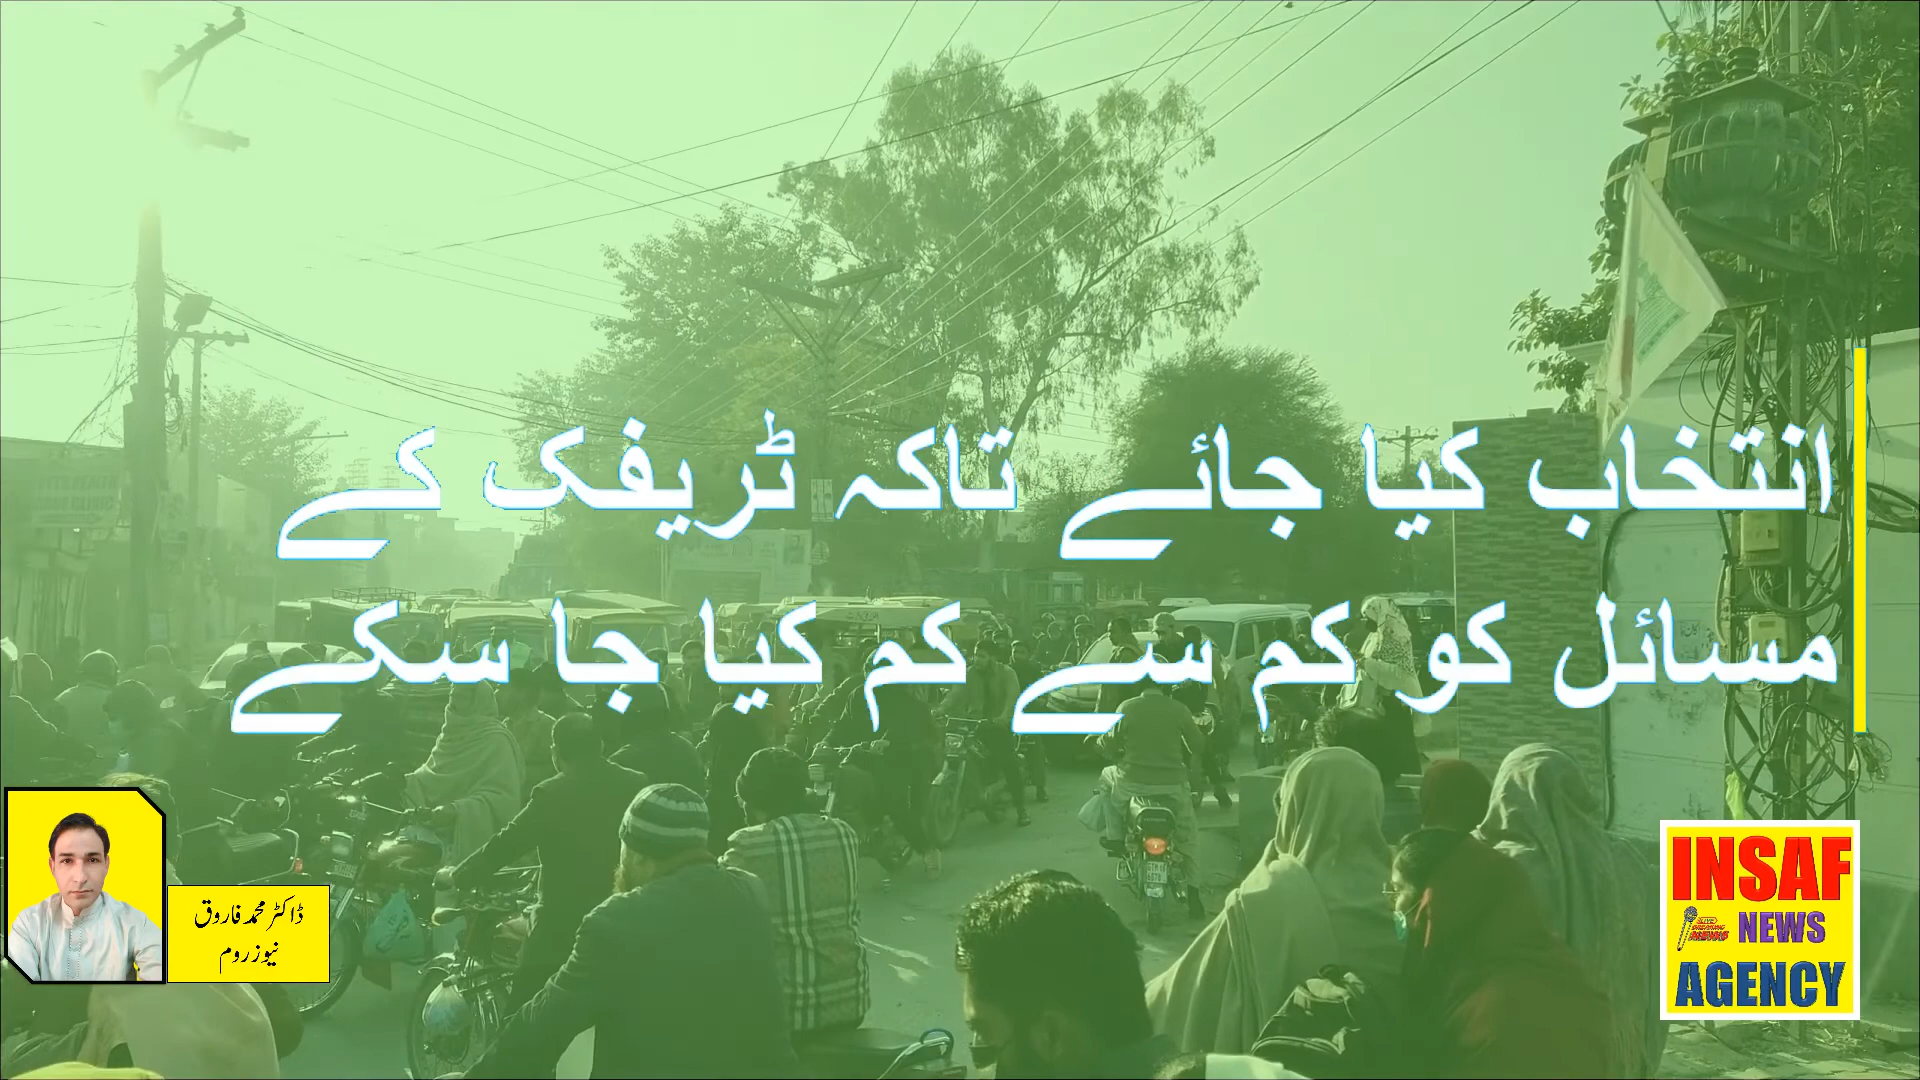 انتخاب کیا جائے تاکہ ٹریفک کے
مسائل کو کم سے کم کیا جا سکے
ڈاکٹر محمد فاروق
نیوز روم
INSAF
NEWS
AGENCY